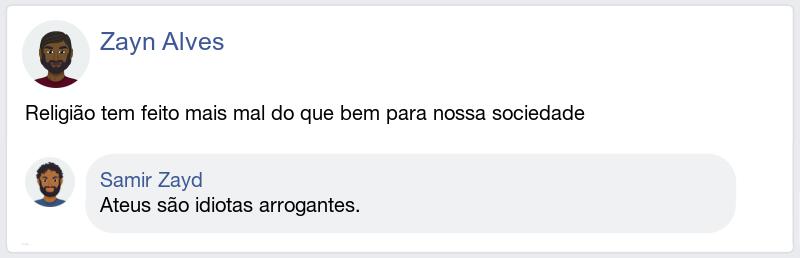 Zayn Alves
Religião tem feito mais mal do que bem para nossa sociedade
Samir Zayd
Ateus são idiotas arrogantes.